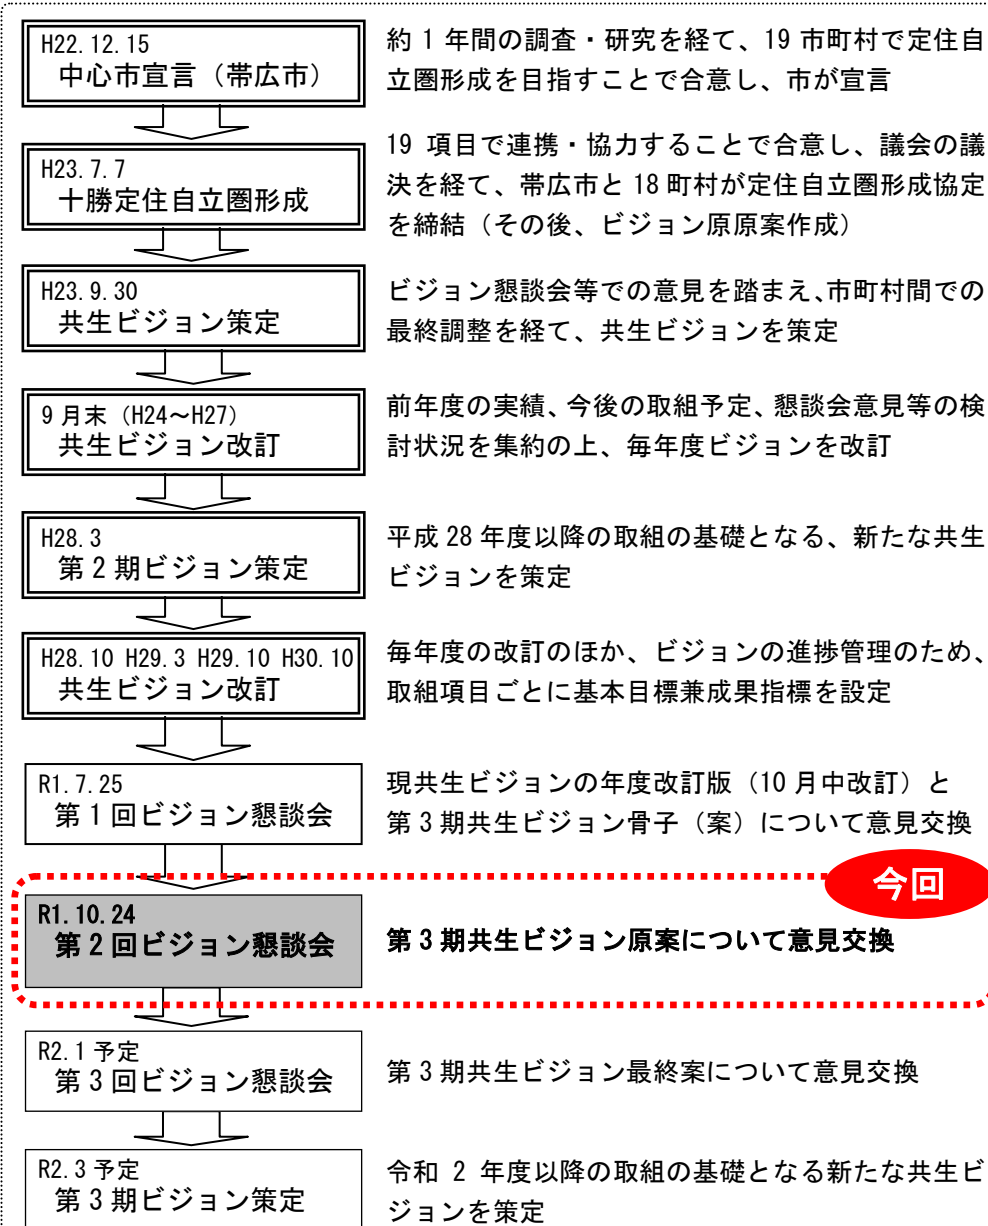 H22.12.15
中心市宣言（帯広市）
約1年間の調査・研究を経て、19市町村で定住自
立圏形成を目指すことで合意し、市が宣言
H23.7.7
十勝定住自立圏形成
19 項目で連携・協力することで合意し、議会の議
決を経て、帯広市と18町村が定住自立圏形成協定
を締結（その後、ビジョン原原案作成）
H23.9.30
共生ビジョン策定
ビジョン懇談会等での意見を踏まえ、市町村間での
最終調整を経て、共生ビジョンを策定
9月末（H24～H27）
共生ビジョン改訂
前年度の実績、今後の取組予定、懇談会意見等の検
討状況を集約の上、毎年度ビジョンを改訂
H28.3
第2期ビジョン策定
平成28年度以降の取組の基礎となる、新たな共生
ビジョンを策定
H28.10 H29.3 H29.10 H30.10
共生ビジョン改訂
毎年度の改訂のほか、ビジョンの進捗管理のため、
取組項目ごとに基本目標兼成果指標を設定
R1.7.25
第1回ビジョン懇談会
現共生ビジョンの年度改訂版（10月中改訂）と
第3期共生ビジョン骨子（案）について意見交換
今回
R1.10.24
第2回ビジョン懇談会
第3期共生ビジョン原案について意見交換
R2.1予定
第3回ビジョン懇談会
第3期共生ビジョン最終案について意見交換
R2.3予定
第3期ビジョン策定
令和 2 年度以降の取組の基礎となる新たな共生ビ
ジョンを策定